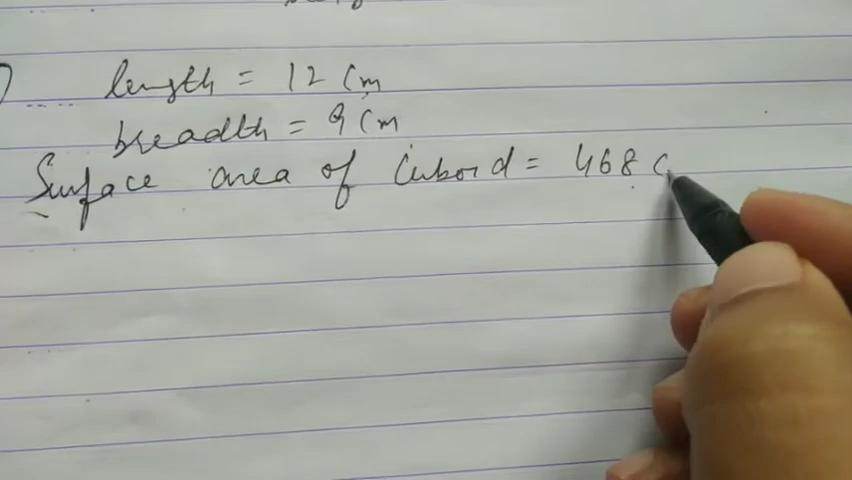 length = 12 cm
breadth = 9 cm
Surface area of Cuboid = 468 c